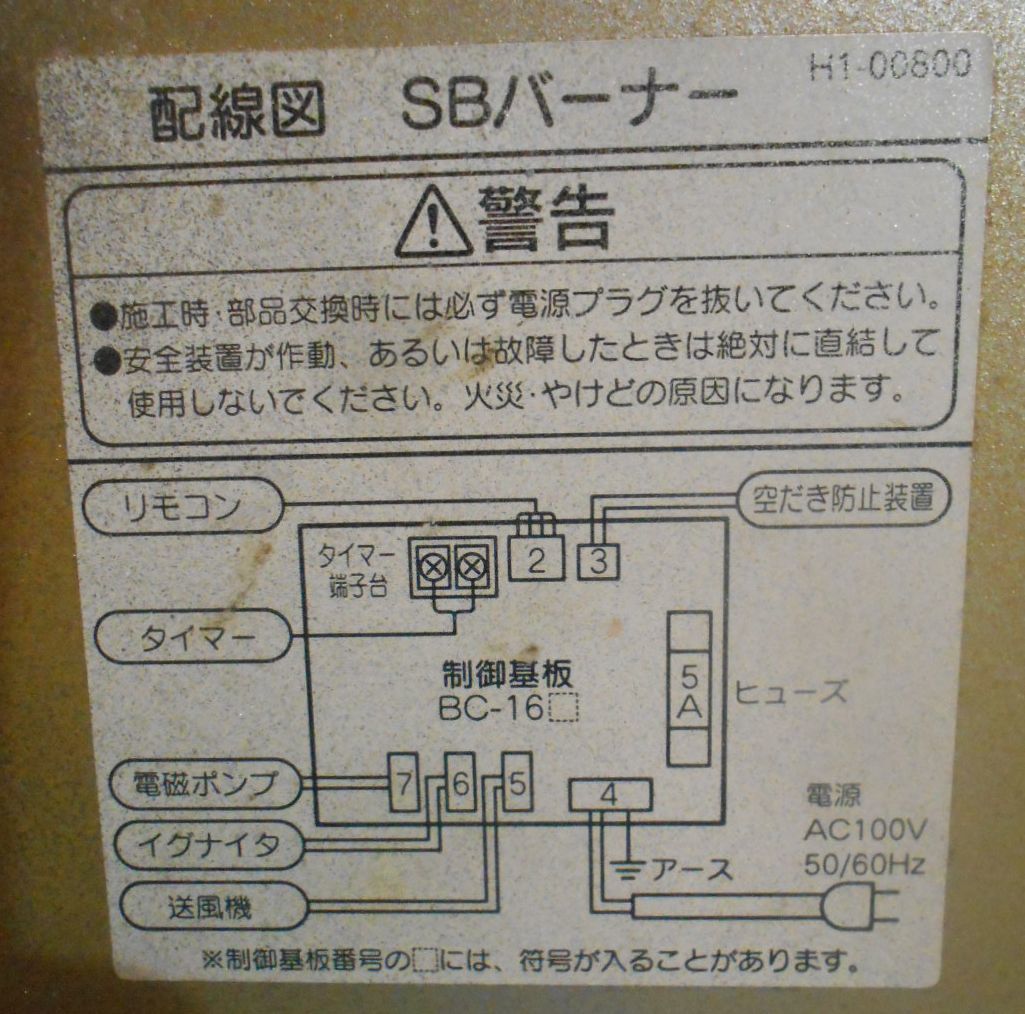 H1-00800
配線図 SBバーナー
警告
●施工時・部品交換時には必ず電源プラグを抜いてください。
●安全装置が作動、あるいは故障したときは絶対に直結して
使用しないでください。火災・やけどの原因になります。
リモコン
空だき防止装置
タイマー
端子台
2
3
タイマー
制御基板
BC-16
5
A
ヒューズ
電磁ポンプ
7
6
5
4
電源
AC100V
50/60Hz
イグナイタ
アース
送風機
※制御基板番号の□には、符号が入ることがあります。